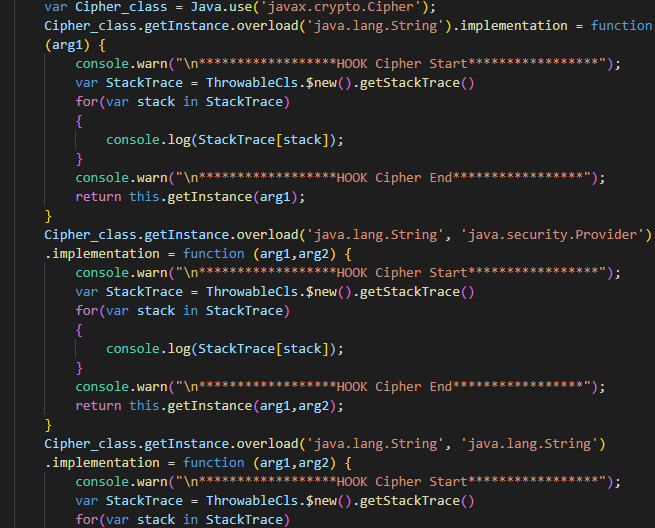 var Cipher_class = Java.use('javax.crypto.Cipher');
Cipher_class.getInstance.overload('java.lang.String').implementation = function
(arg1) {
console.warn("\n******************HOOK Cipher Start*****************");
var StackTrace = ThrowableCls.$new().getStackTrace()
for(var stack in StackTrace)
{
console.log(StackTrace[stack]);
}
console.warn("\n******************HOOK Cipher End*****************");
return this.getInstance(arg1);
}
Cipher_class.getInstance.overload('java.lang.String', 'java.security.Provider')
.implementation = function (arg1,arg2) {
console.warn("\n******************HOOK Cipher Start*****************");
var StackTrace = ThrowableCls.$new().getStackTrace()
for(var stack in StackTrace)
{
console.log(StackTrace[stack]);
}
console.warn("\n******************HOOK Cipher End*****************");
return this.getInstance(arg1,arg2);
}
Cipher_class.getInstance.overload('java.lang.String', 'java.lang.String')
.implementation = function (arg1,arg2) {
console.warn("\n******************HOOK Cipher Start*****************");
var StackTrace = ThrowableCls.$new().getStackTrace()
for(var stack in StackTrace)